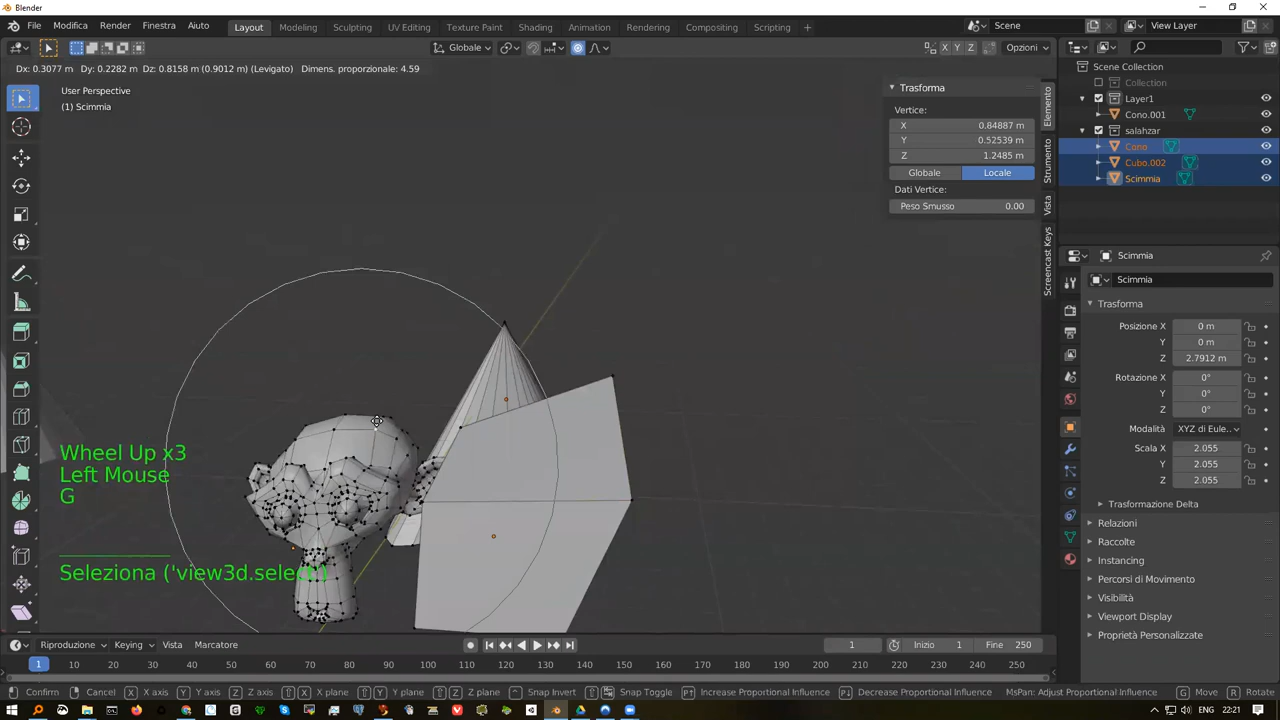 Blender
File
Modifica
Render
Finestra
Aiuto
Layout
Modeling
Sculpting
UV Editing
Texture Paint
Shading
Animation
Rendering
Compositing
Scripting
Scene
View Layer
Globale
X Y Z
Opzioni
Dx: 0.3077 m Dy: 0.2282 m Dz: 0.8158 m (0.9012 m) (Levigato) Dimens. proporzionale: 4.59
User Perspective
(1) Scimmia
Trasforma
Vertice:
X 0.84887 m
Y 0.52539 m
Z 1.2485 m
Globale Locale
Dati Vertice:
Peso Smusso 0.00
Elemento
Strumento
Vista
Screencast Keys
Wheel Up x3
Left Mouse
G
Seleziona ('view3d.select')
Scene Collection
Collection
Layer1
Cono.001
salahzar
Cono
Cubo.002
Scimmia
Scimmia
Scimmia
Trasforma
Posizione X 0 m
Y 0 m
Z 2.7912 m
Rotazione X 0°
Y 0°
Z 0°
Modalità XYZ di Eule..
Scala X 2.055
Y 2.055
Z 2.055
Trasformazione Delta
Relazioni
Raccolte
Instancing
Percorsi di Movimento
Visibilità
Viewport Display
Proprietà Personalizzate
Riproduzione
Keying
Vista
Marcatore
1
Inizio 1
Fine 250
1 10 20 30 40 50 60 70 80 90 100 110 120 130 140 150 160 170 180 190 200 210 220 230 240 250
Confirm Cancel X X axis Y Y axis Z Z axis X X plane Y Y plane Z Z plane Snap Invert Snap Toggle Increase Proportional Influence Decrease Proportional Influence MsPan: Adjust Proportional Influence G Move R Rotate
ENG 22:21